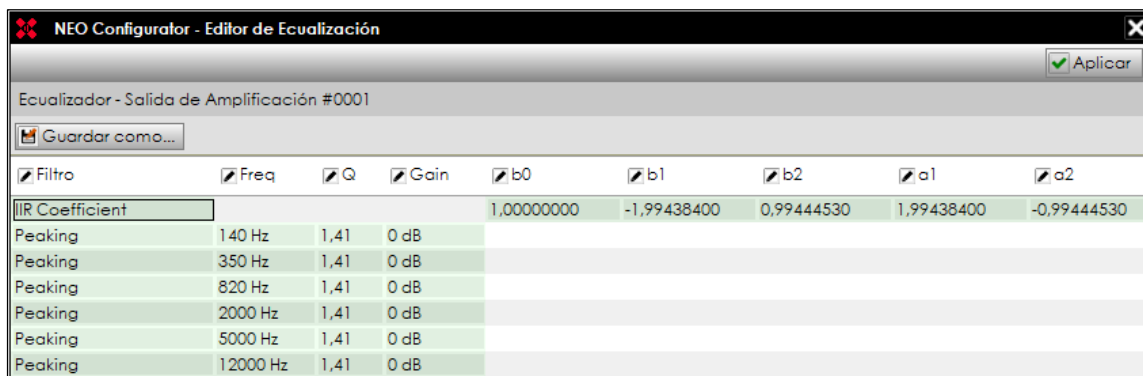 NEO Configurator - Editor de Ecualización
Aplicar
Ecualizador - Salida de Amplificación #0001
Guardar como...
Filtro Freq Q Gain b0 b1 b2 a1 a2
IIR Coefficient 1,00000000 -1,99438400 0,99444530 1,99438400 -0,99444530
Peaking 140 Hz 1,41 0 dB
Peaking 350 Hz 1,41 0 dB
Peaking 820 Hz 1,41 0 dB
Peaking 2000 Hz 1,41 0 dB
Peaking 5000 Hz 1,41 0 dB
Peaking 12000 Hz 1,41 0 dB